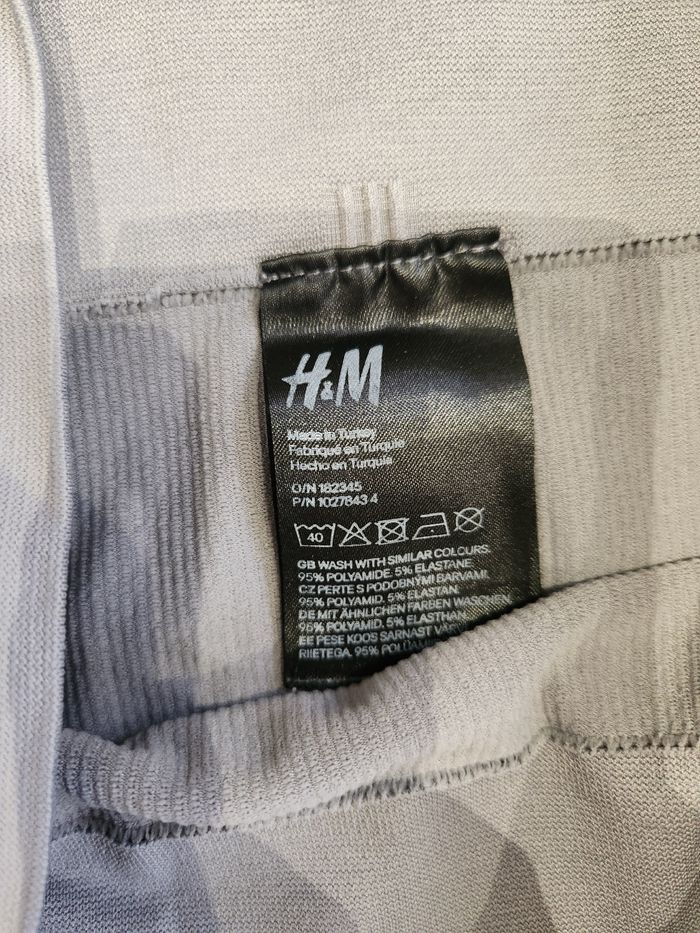 H&M
Made in Turkey
Fabriqué en Turquie
Hecho en Turquía
O/N 182345
P/N 1027843 4
40
GB WASH WITH SIMILAR COLOURS.
95% POLYAMIDE. 5% ELASTANE.
CZ PERTE S PODOBNÝMI BARVAMI.
95% POLYAMID. 5% ELASTAN.
DE MIT ÄHNLICHEN FARBEN WASCHEN.
95% POLYAMID. 5% ELASTHAN.
EE PESE KOOS SARNAST
RIIETEGA. 95%